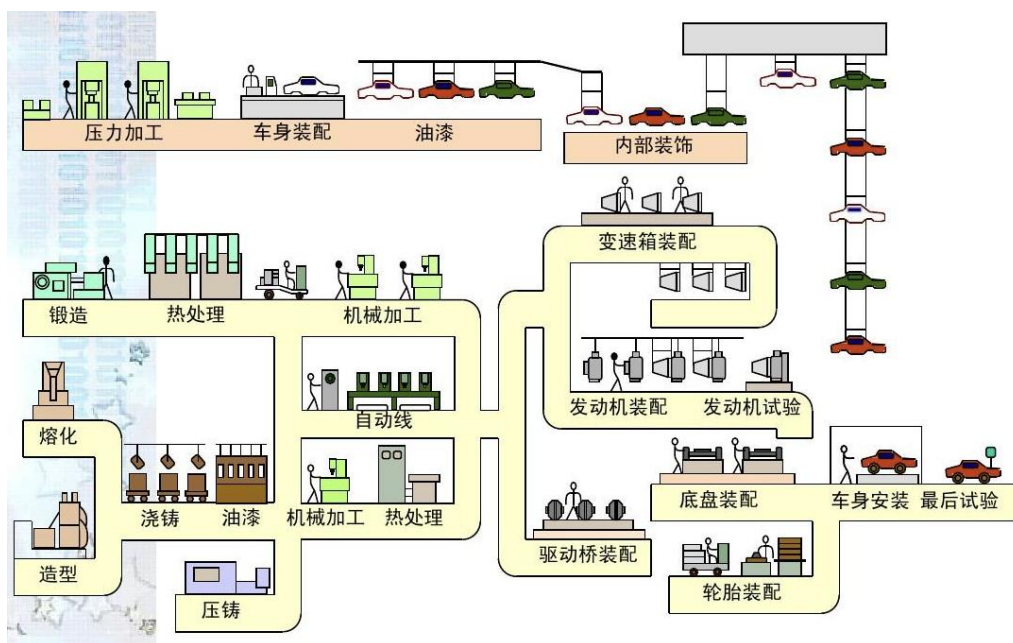 压力加工
车身装配
油漆
内部装饰
变速箱装配
锻造
热处理
机械加工
发动机装配
发动机试验
自动线
熔化
浇铸
油漆
机械加工
热处理
底盘装配
车身安装
最后试验
驱动桥装配
造型
压铸
轮胎装配